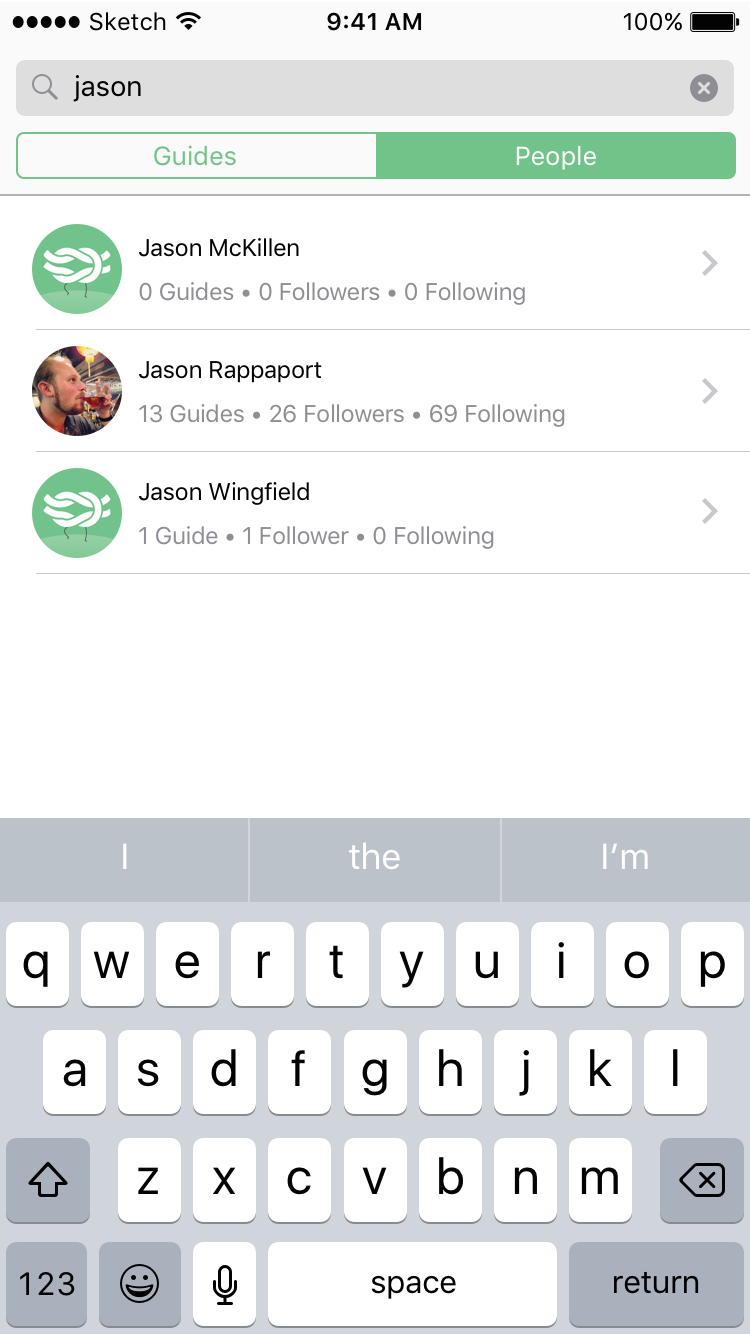 ●●●●● Sketch 9:41 AM 100%
jason
Guides People
Jason McKillen
0 Guides • 0 Followers • 0 Following
Jason Rappaport
13 Guides • 26 Followers • 69 Following
Jason Wingfield
1 Guide • 1 Follower • 0 Following
I the I’m
q w e r t y u i o p
a s d f g h j k l
z x c v b n m
123 space return